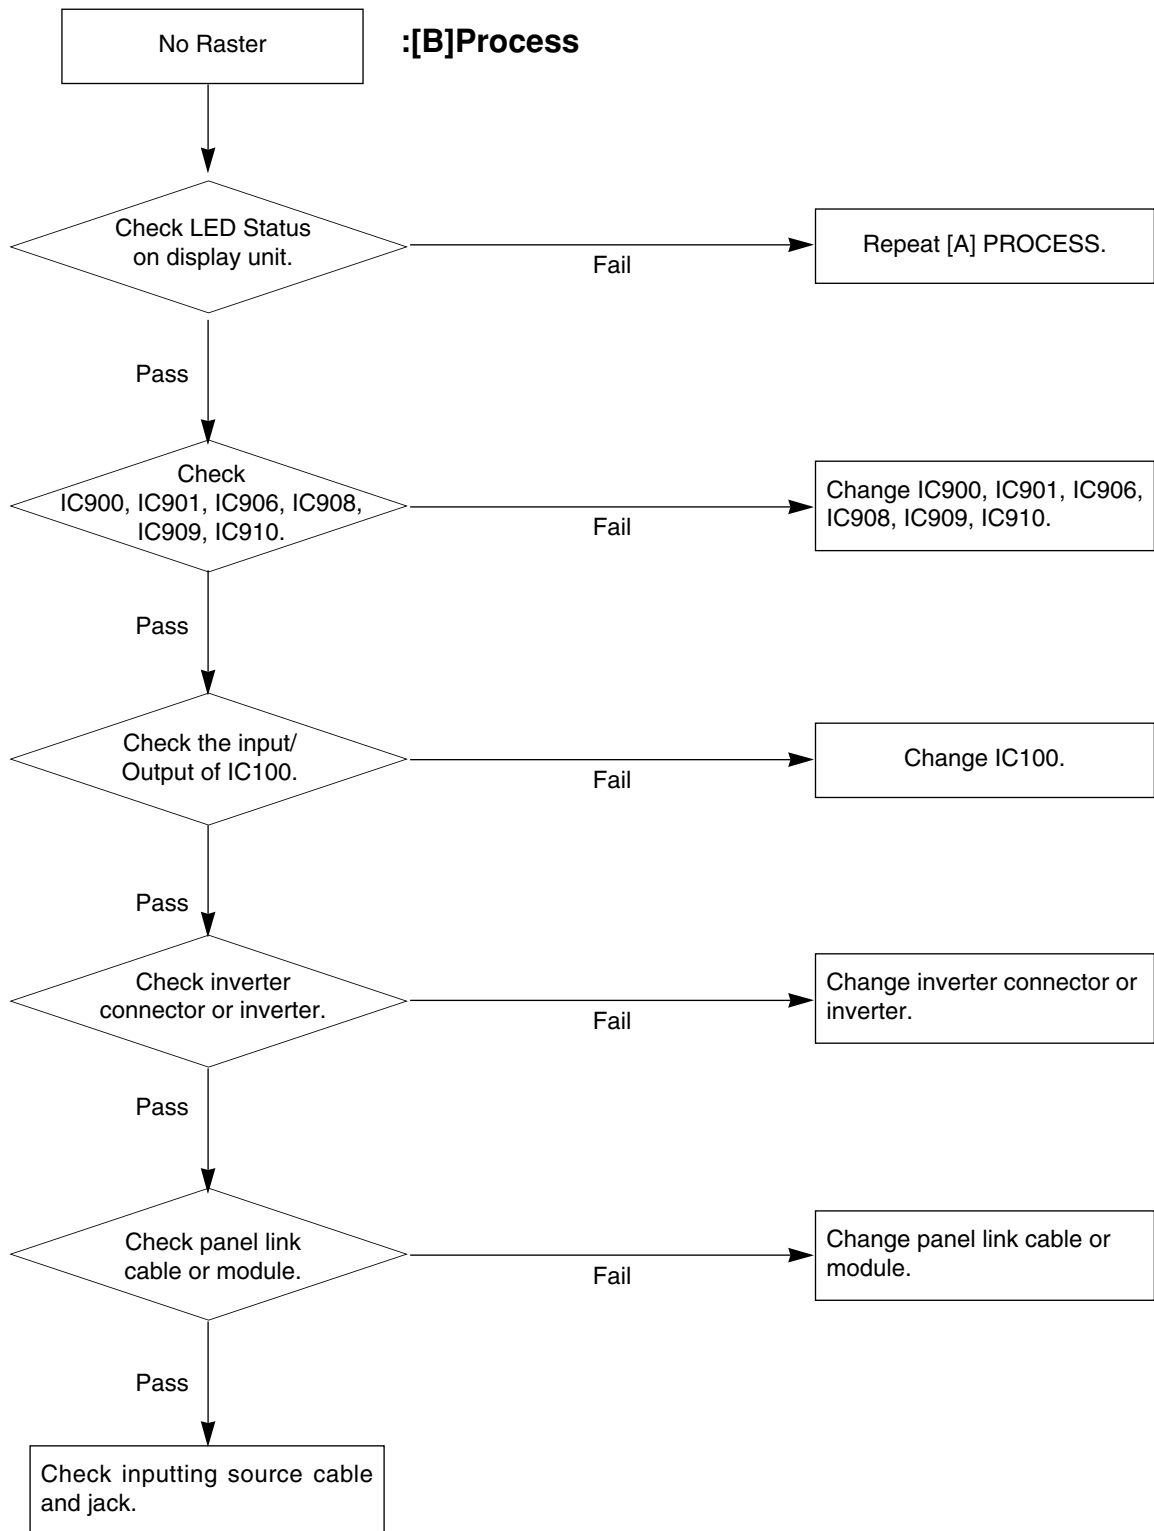 No Raster
:[B]Process
Check LED Status
on display unit.
Fail
Repeat [A] PROCESS.
Pass
Check
IC900, IC901, IC906, IC908,
IC909, IC910.
Fail
Change IC900, IC901, IC906,
IC908, IC909, IC910.
Pass
Check the input/
Output of IC100.
Fail
Change IC100.
Pass
Check inverter
connector or inverter.
Fail
Change inverter connector or
inverter.
Pass
Check panel link
cable or module.
Fail
Change panel link cable or
module.
Pass
Check inputting source cable
and jack.